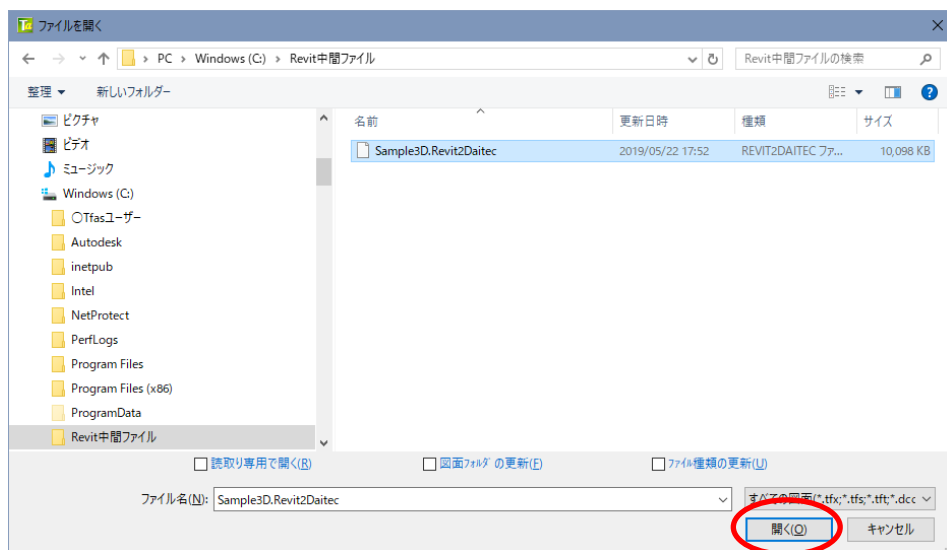 ファイルを開く
PC › Windows (C:) › Revit中間ファイル
Revit中間ファイルの検索
整理
新しいフォルダー
ピクチャ
ビデオ
ミュージック
Windows (C:)
〇Tfasユーザー
Autodesk
inetpub
Intel
NetProtect
PerfLogs
Program Files
Program Files (x86)
ProgramData
Revit中間ファイル
名前 更新日時 種類 サイズ
Sample3D.Revit2Daitec 2019/05/22 17:52 REVIT2DAITEC ファ... 10,098 KB
読取り専用で開く(R) 図面フォルダの更新(F) ファイル種類の更新(U)
ファイル名(N): Sample3D.Revit2Daitec すべての図面(*.tfx;*.tfs;*.tft;*.dcc
開く(O) キャンセル